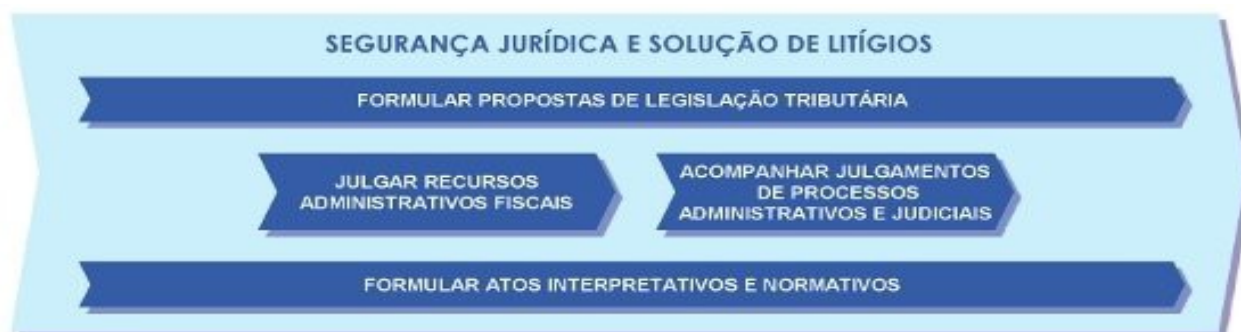 SEGURANÇA JURÍDICA E SOLUÇÃO DE LITÍGIOS
FORMULAR PROPOSTAS DE LEGISLAÇÃO TRIBUTÁRIA
JULGAR RECURSOS
ADMINISTRATIVOS FISCAIS
ACOMPANHAR JULGAMENTOS
DE PROCESSOS
ADMINISTRATIVOS E JUDICIAIS
FORMULAR ATOS INTERPRETATIVOS E NORMATIVOS